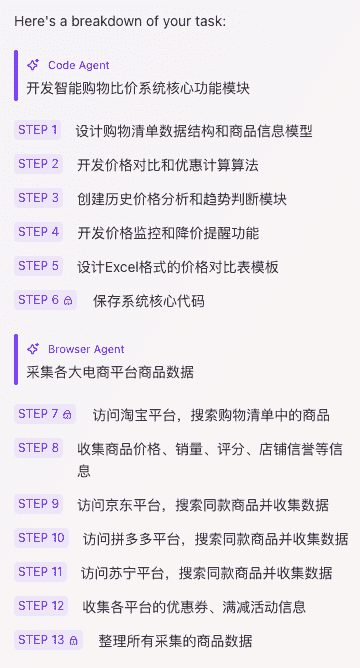 Here's a breakdown of your task:
Code Agent
开发智能购物比价系统核心功能模块
STEP 1 设计购物清单数据结构和商品信息模型
STEP 2 开发价格对比和优惠计算算法
STEP 3 创建历史价格分析和趋势判断模块
STEP 4 开发价格监控和降价提醒功能
STEP 5 设计Excel格式的价格对比表模板
STEP 6 保存系统核心代码
Browser Agent
采集各大电商平台商品数据
STEP 7 访问淘宝平台，搜索购物清单中的商品
STEP 8 收集商品价格、销量、评分、店铺信誉等信
息
STEP 9 访问京东平台，搜索同款商品并收集数据
STEP 10 访问拼多多平台，搜索同款商品并收集数据
STEP 11 访问苏宁平台，搜索同款商品并收集数据
STEP 12 收集各平台的优惠券、满减活动信息
STEP 13 整理所有采集的商品数据